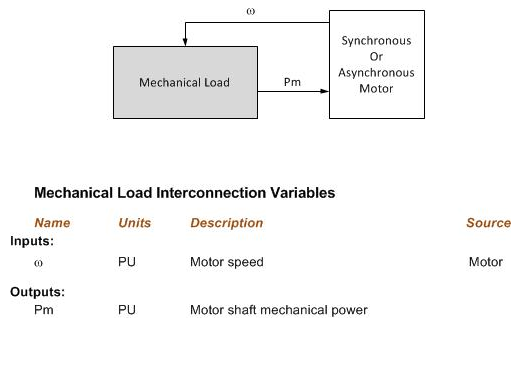 ω
Synchronous
Or
Asynchronous
Motor
Mechanical Load
Pm
Mechanical Load Interconnection Variables
Name Units Description Source
Inputs:
ω PU Motor speed Motor
Outputs:
Pm PU Motor shaft mechanical power